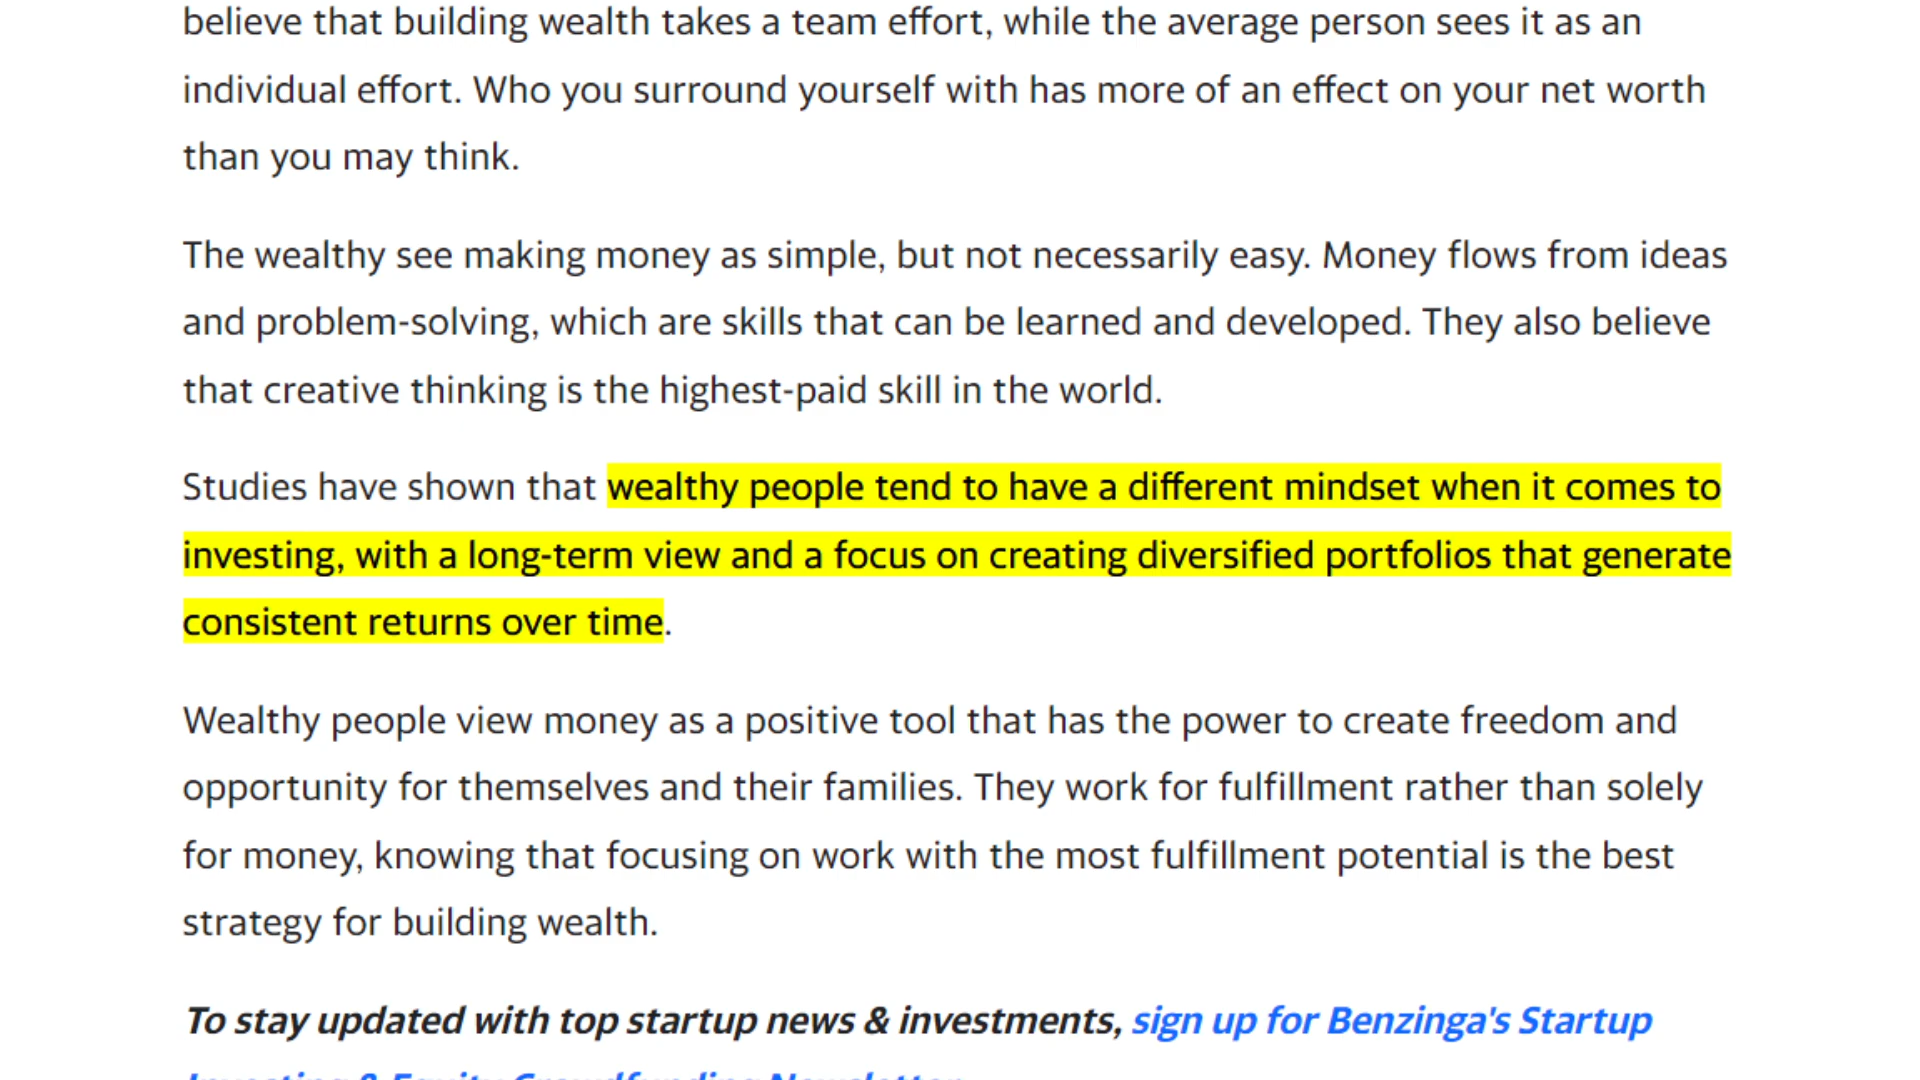 believe that building wealth takes a team effort, while the average person sees it as an
individual effort. Who you surround yourself with has more of an effect on your net worth
than you may think.
The wealthy see making money as simple, but not necessarily easy. Money flows from ideas
and problem-solving, which are skills that can be learned and developed. They also believe
that creative thinking is the highest-paid skill in the world.
Studies have shown that wealthy people tend to have a different mindset when it comes to
investing, with a long-term view and a focus on creating diversified portfolios that generate
consistent returns over time.
Wealthy people view money as a positive tool that has the power to create freedom and
opportunity for themselves and their families. They work for fulfillment rather than solely
for money, knowing that focusing on work with the most fulfillment potential is the best
strategy for building wealth.
To stay updated with top startup news & investments, sign up for Benzinga's Startup
Investing & Equity Crowdfunding Newsletter